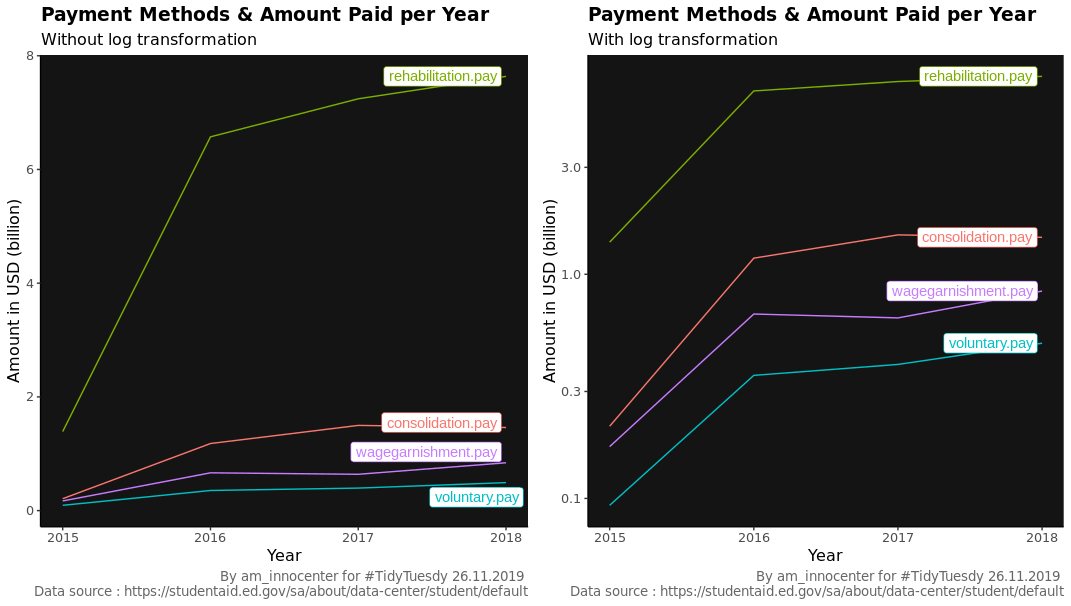 Payment Methods & Amount Paid per Year
Without log transformation
8
6
4
2
0
Amount in USD (billion)
rehabilitation.pay
consolidation.pay
wagegarnishment.pay
voluntary.pay
2015 2016 2017 2018
Year
By am_innocenter for #TidyTuesdy 26.11.2019
Data source : https://studentaid.ed.gov/sa/about/data-center/student/default
Payment Methods & Amount Paid per Year
With log transformation
3.0
1.0
0.3
0.1
Amount in USD (billion)
rehabilitation.pay
consolidation.pay
wagegarnishment.pay
voluntary.pay
2015 2016 2017 2018
Year
By am_innocenter for #TidyTuesdy 26.11.2019
Data source : https://studentaid.ed.gov/sa/about/data-center/student/default